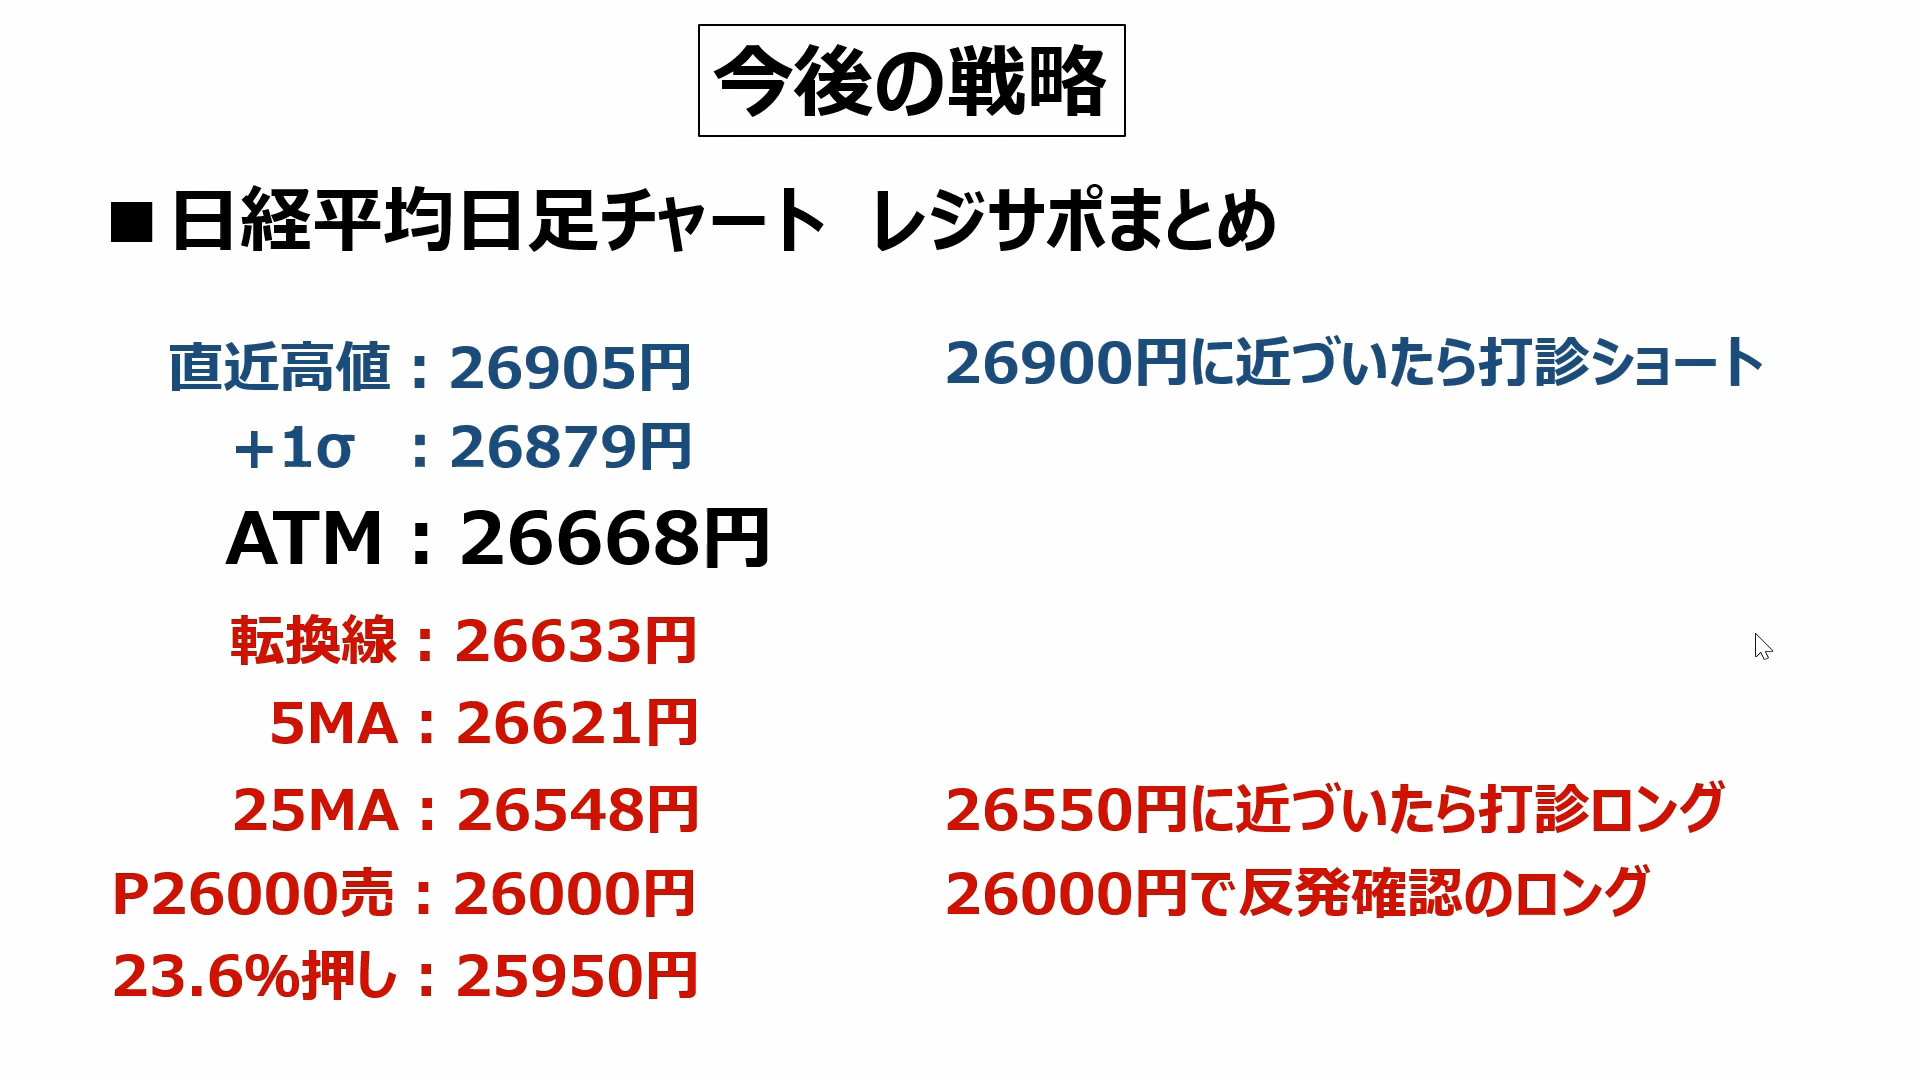 今後の戦略
■日経平均日足チャート レジサポまとめ
直近高値：26905円 26900円に近づいたら打診ショート
+1σ ：26879円
ATM：26668円
転換線：26633円
5MA：26621円
25MA：26548円 26550円に近づいたら打診ロング
P26000売：26000円 26000円で反発確認のロング
23.6%押し：25950円